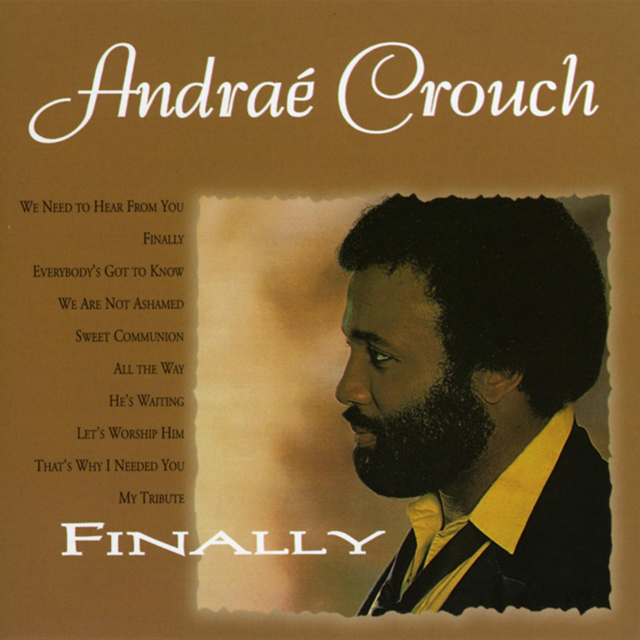 Andraé Crouch
We Need to Hear From You
Finally
Everybody's Got to Know
We Are Not Ashamed
Sweet Communion
All the Way
He's Waiting
Let's Worship Him
That's Why I Needed You
My Tribute
Finally